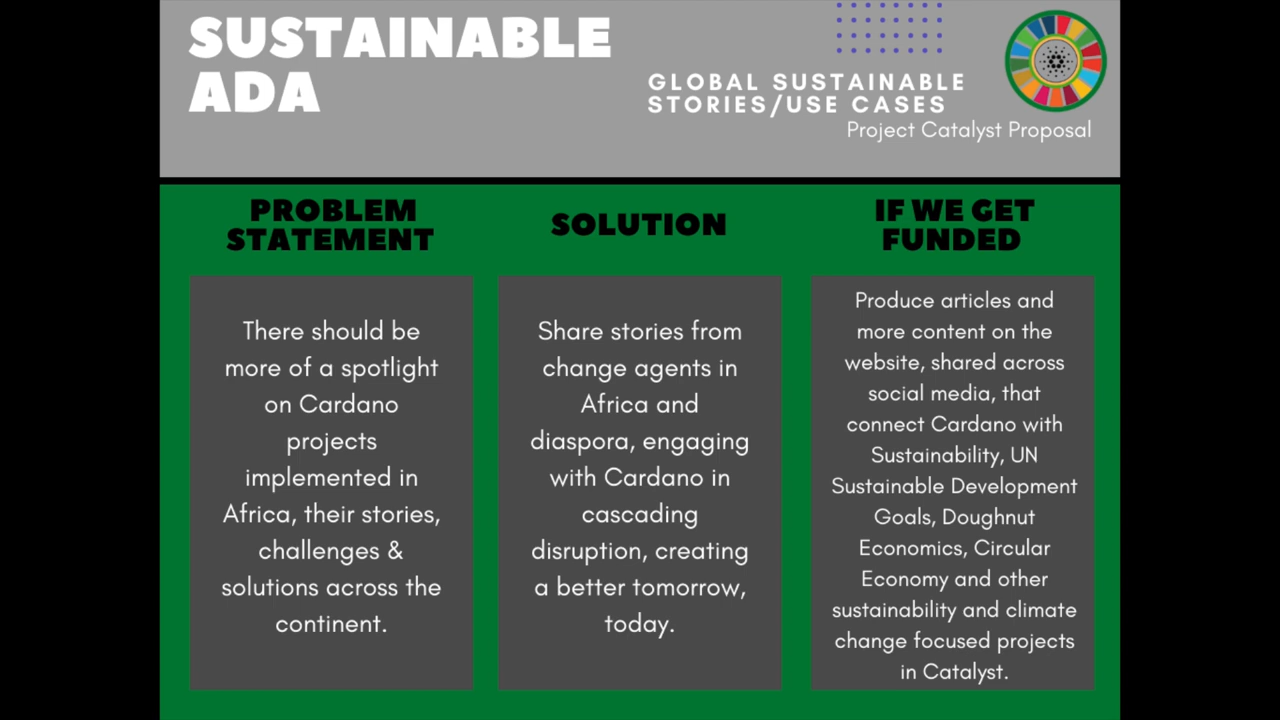 SUSTAINABLE
ADA
GLOBAL SUSTAINABLE
STORIES/USE CASES
Project Catalyst Proposal
PROBLEM
STATEMENT
There should be
more of a spotlight
on Cardano
projects
implemented in
Africa, their stories,
challenges &
solutions across the
continent.
SOLUTION
Share stories from
change agents in
Africa and
diaspora, engaging
with Cardano in
cascading
disruption, creating
a better tomorrow,
today.
IF WE GET
FUNDED
Produce articles and
more content on the
website, shared across
social media, that
connect Cardano with
Sustainability, UN
Sustainable Development
Goals, Doughnut
Economics, Circular
Economy and other
sustainability and climate
change focused projects
in Catalyst.